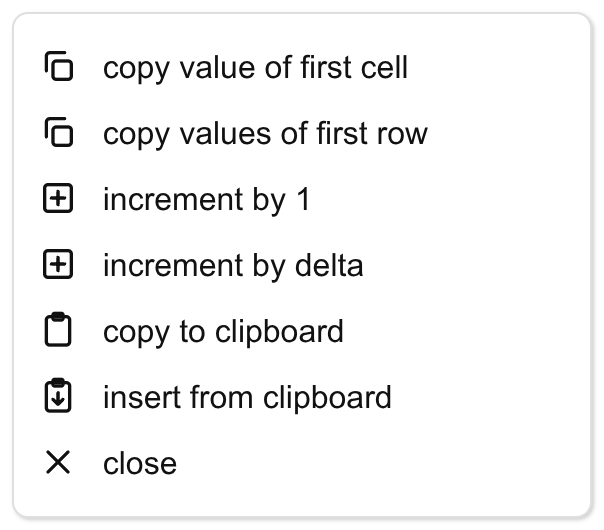 copy value of first cell
copy values of first row
increment by 1
increment by delta
copy to clipboard
insert from clipboard
close